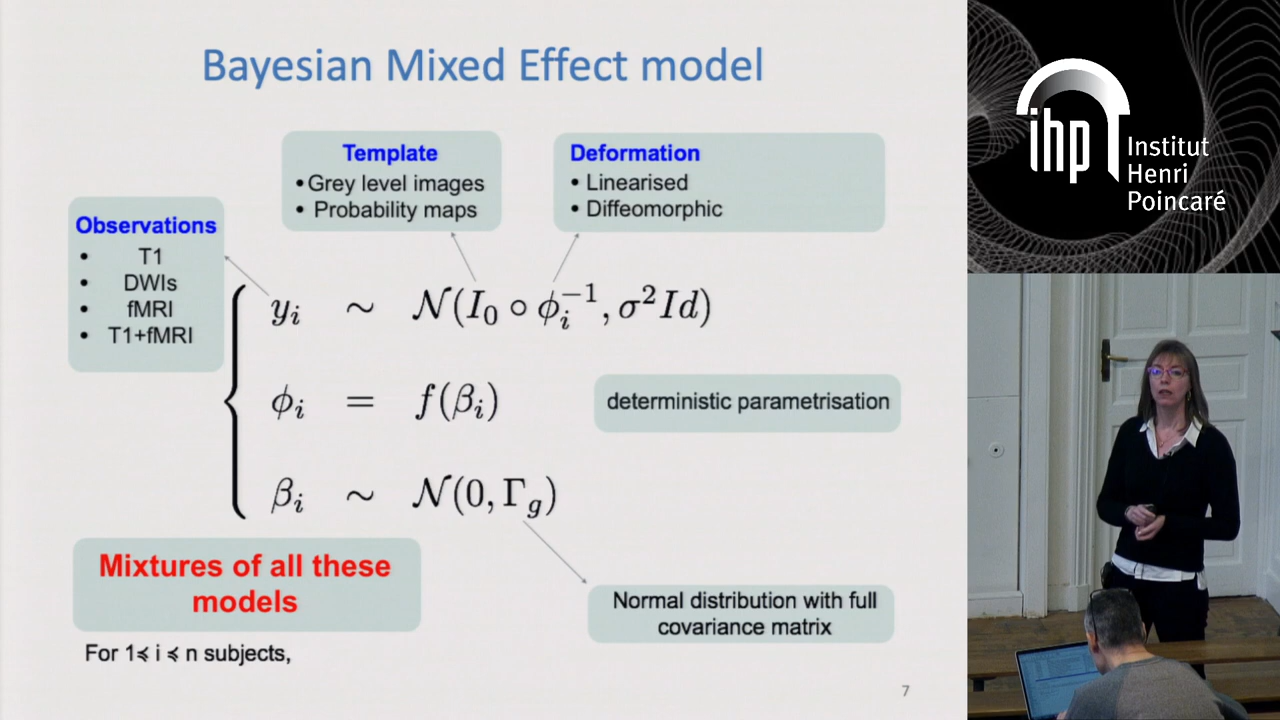 Bayesian Mixed Effect model
Template
• Grey level images
• Probability maps
Deformation
• Linearised
• Diffeomorphic
Observations
• T1
• DWIs
• fMRI
• T1+fMRI
y_i ∼ 𝒩(I_0 ∘ ϕ_i^{-1}, σ^2 Id)
ϕ_i = f(β_i)
deterministic parametrisation
β_i ∼ 𝒩(0, Γ_g)
Mixtures of all these
models
Normal distribution with full
covariance matrix
For 1⩽ i ⩽ n subjects,
7
ihp
Institut
Henri
Poincaré